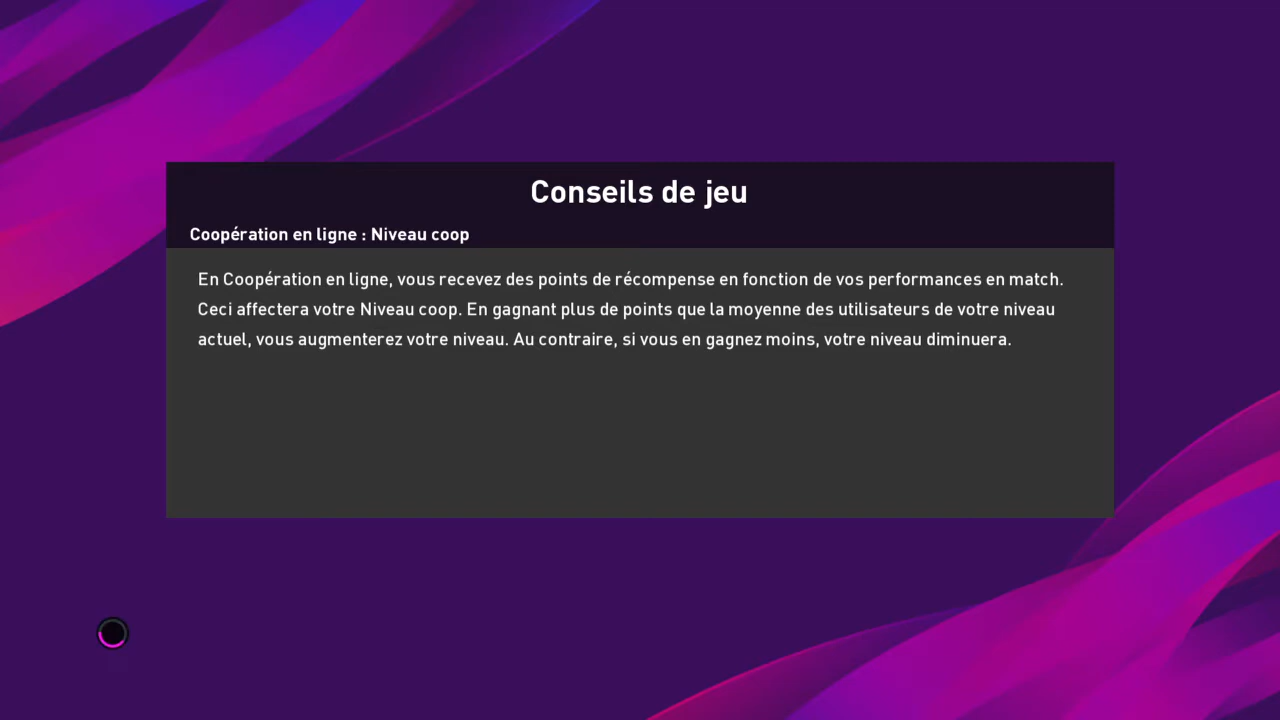 Conseils de jeu
Coopération en ligne : Niveau coop
En Coopération en ligne, vous recevez des points de récompense en fonction de vos performances en match.
Ceci affectera votre Niveau coop. En gagnant plus de points que la moyenne des utilisateurs de votre niveau
actuel, vous augmenterez votre niveau. Au contraire, si vous en gagnez moins, votre niveau diminuera.